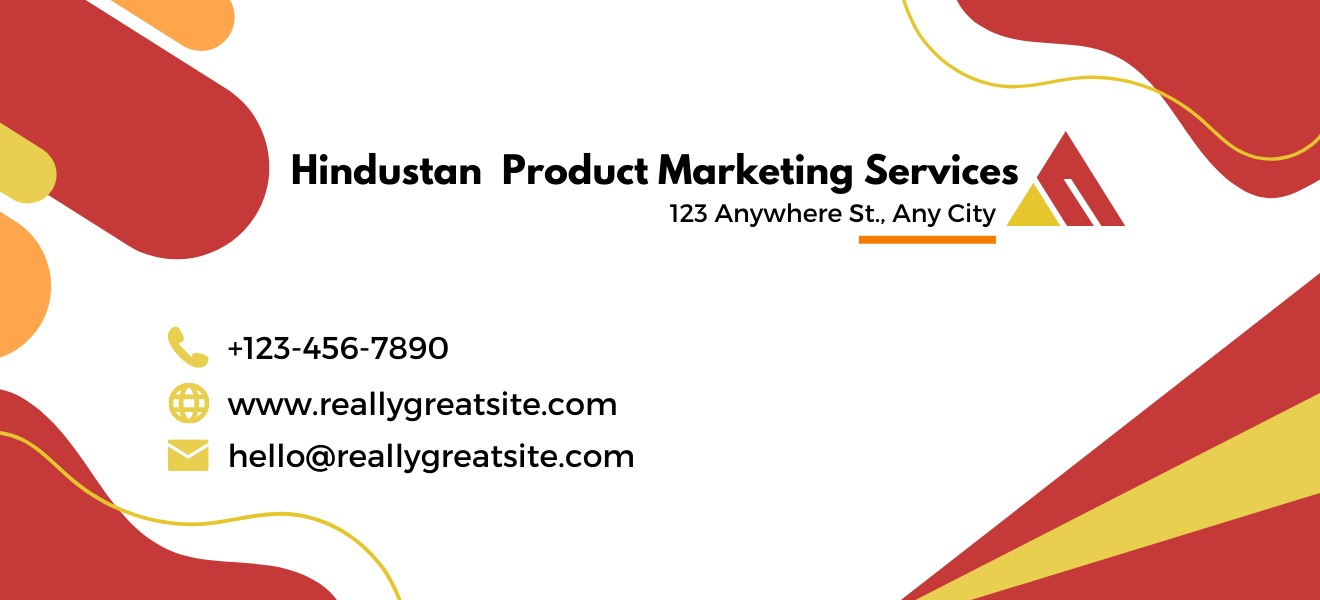 Hindustan  Product Marketing Services
123 Anywhere St., Any City
+123-456-7890
www.reallygreatsite.com
hello@reallygreatsite.com